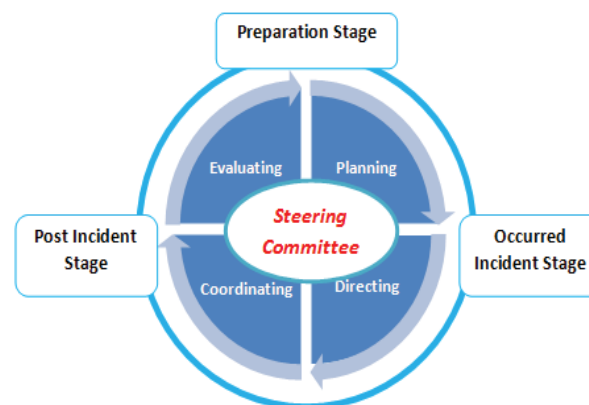 Preparation Stage
Evaluating
Planning
Steering
Committee
Post Incident
Stage
Occurred
Incident Stage
Coordinating
Directing